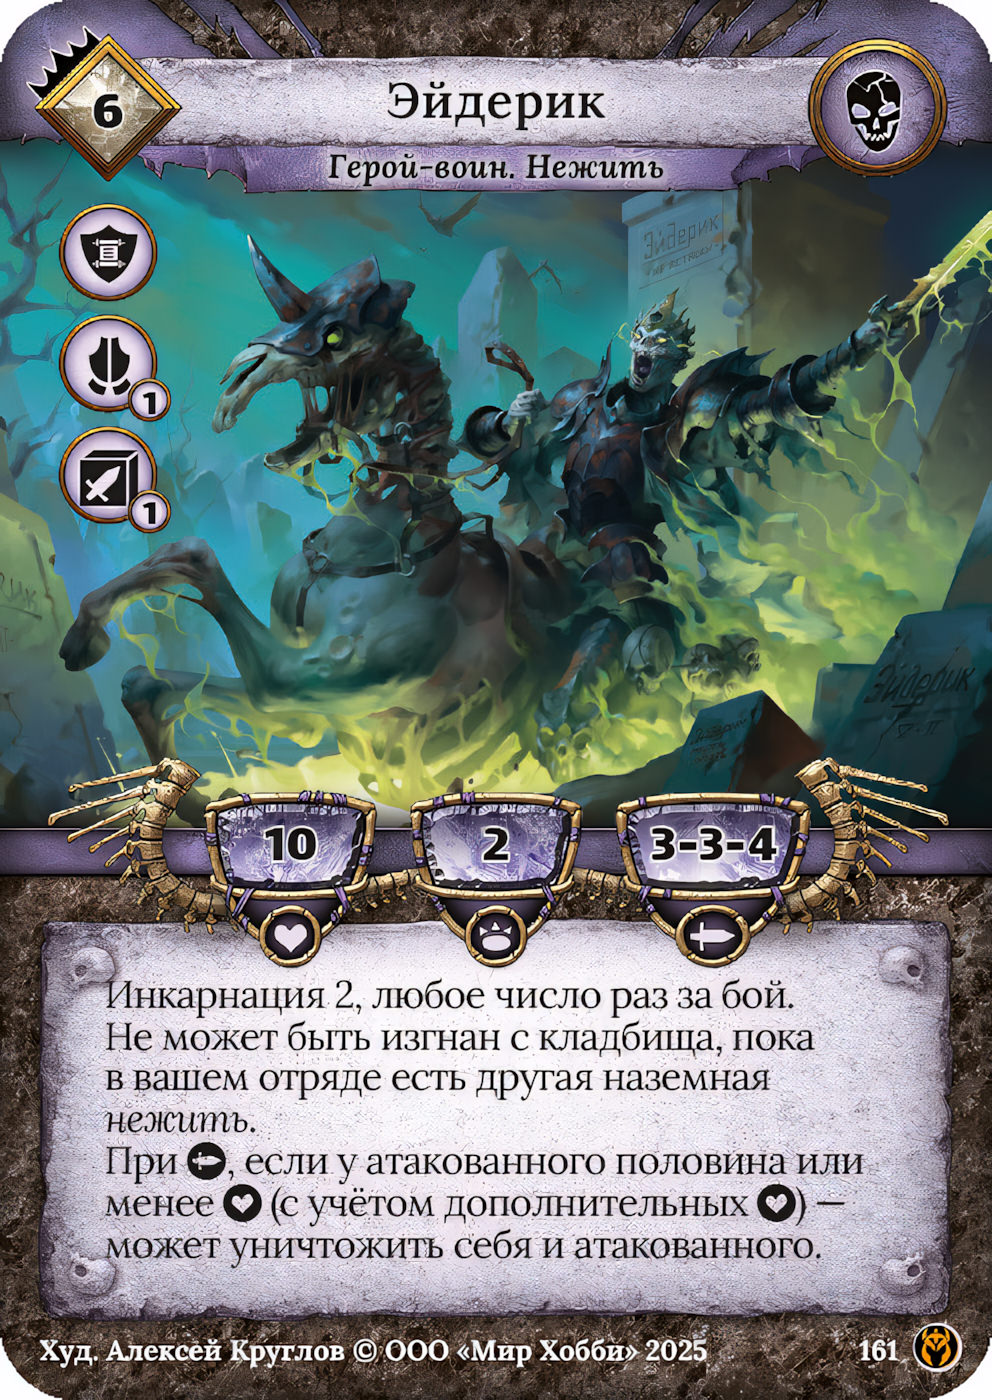 6
Эйдерик
Герой-воин. Нежить
1
1
Эйдерик
Эйдерик
10
2
3-3-4
Инкарнация 2, любое число раз за бой.
Не может быть изгнан с кладбища, пока
в вашем отряде есть другая наземная
нежить.
При , если у атакованного половина или
менее (с учётом дополнительных ) –
может уничтожить себя и атакованного.
Худ. Алексей Круглов © ООО «Мир Хобби» 2025
161